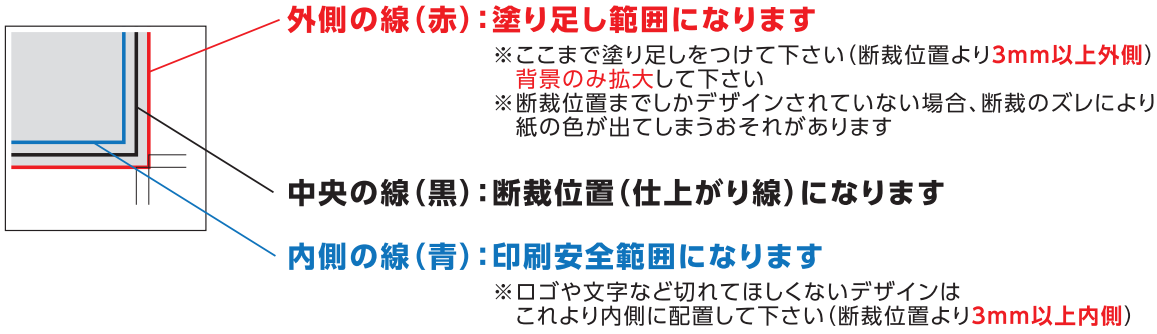 外側の線（赤）：塗り足し範囲になります
※ここまで塗り足しをつけて下さい（断裁位置より3mm以上外側）
背景のみ拡大して下さい
※断裁位置までしかデザインされていない場合、断裁のズレにより
紙の色が出てしまうおそれがあります
中央の線（黒）：断裁位置（仕上がり線）になります
内側の線（青）：印刷安全範囲になります
※ロゴや文字など切れてほしくないデザインは
これより内側に配置して下さい（断裁位置より3mm以上内側）